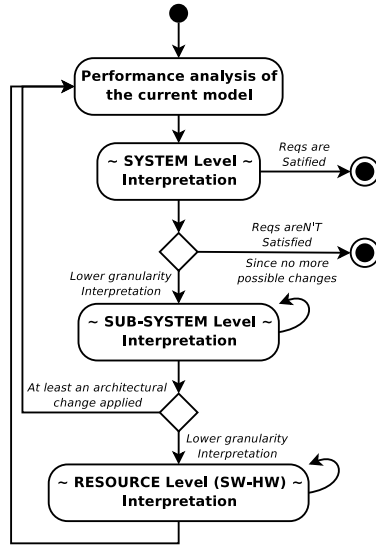 Performance analysis of
the current model
~ SYSTEM Level ~
Interpretation
Reqs are
Satified
Reqs areN'T
Satisfied
Since no more
possible changes
Lower granularity
Interpretation
~ SUB-SYSTEM Level ~
Interpretation
At least an architectural
change applied
Lower granularity
Interpretation
~ RESOURCE Level (SW-HW) ~
Interpretation